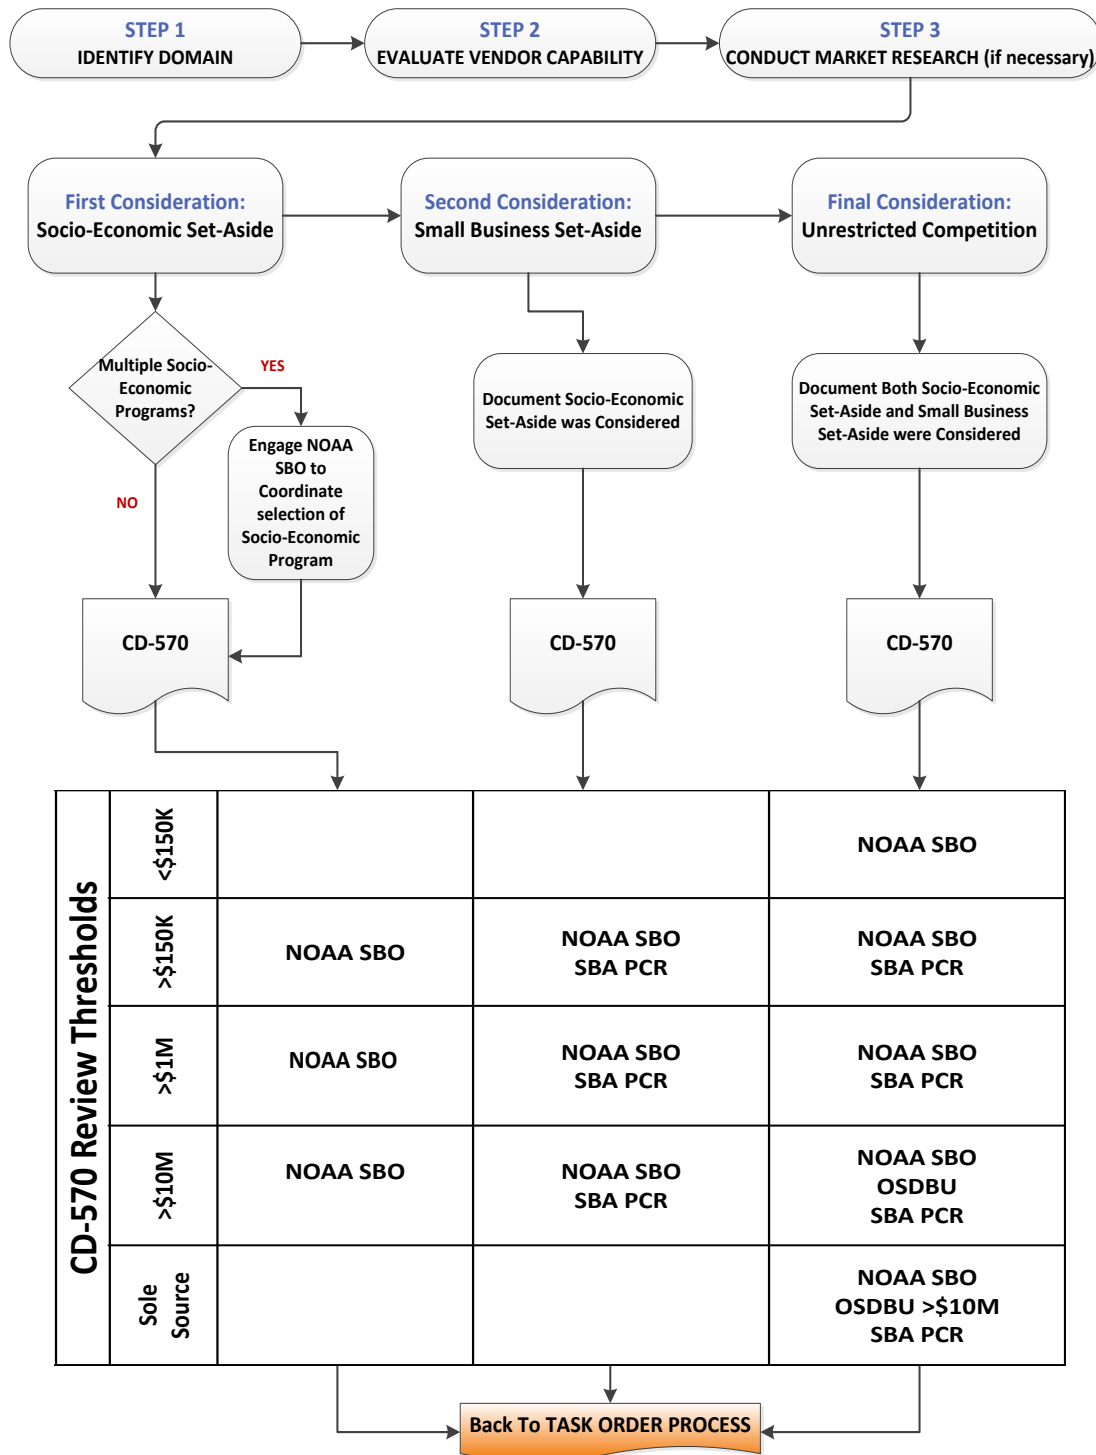 STEP 1
IDENTIFY DOMAIN
STEP 2
EVALUATE VENDOR CAPABILITY
STEP 3
CONDUCT MARKET RESEARCH (if necessary)
First Consideration:
Socio-Economic Set-Aside
Second Consideration:
Small Business Set-Aside
Final Consideration:
Unrestricted Competition
Multiple Socio-
Economic
Programs?
YES
NO
Engage NOAA
SBO to
Coordinate
selection of
Socio-Economic
Program
Document Socio-Economic
Set-Aside was Considered
Document Both Socio-Economic
Set-Aside and Small Business
Set-Aside were Considered
CD-570
CD-570
CD-570
CD-570 Review Thresholds
<$150K
NOAA SBO
>$150K
NOAA SBO
NOAA SBO
SBA PCR
NOAA SBO
SBA PCR
>$1M
NOAA SBO
NOAA SBO
SBA PCR
NOAA SBO
SBA PCR
>$10M
NOAA SBO
NOAA SBO
SBA PCR
NOAA SBO
OSDBU
SBA PCR
Sole
Source
NOAA SBO
OSDBU >$10M
SBA PCR
Back To TASK ORDER PROCESS